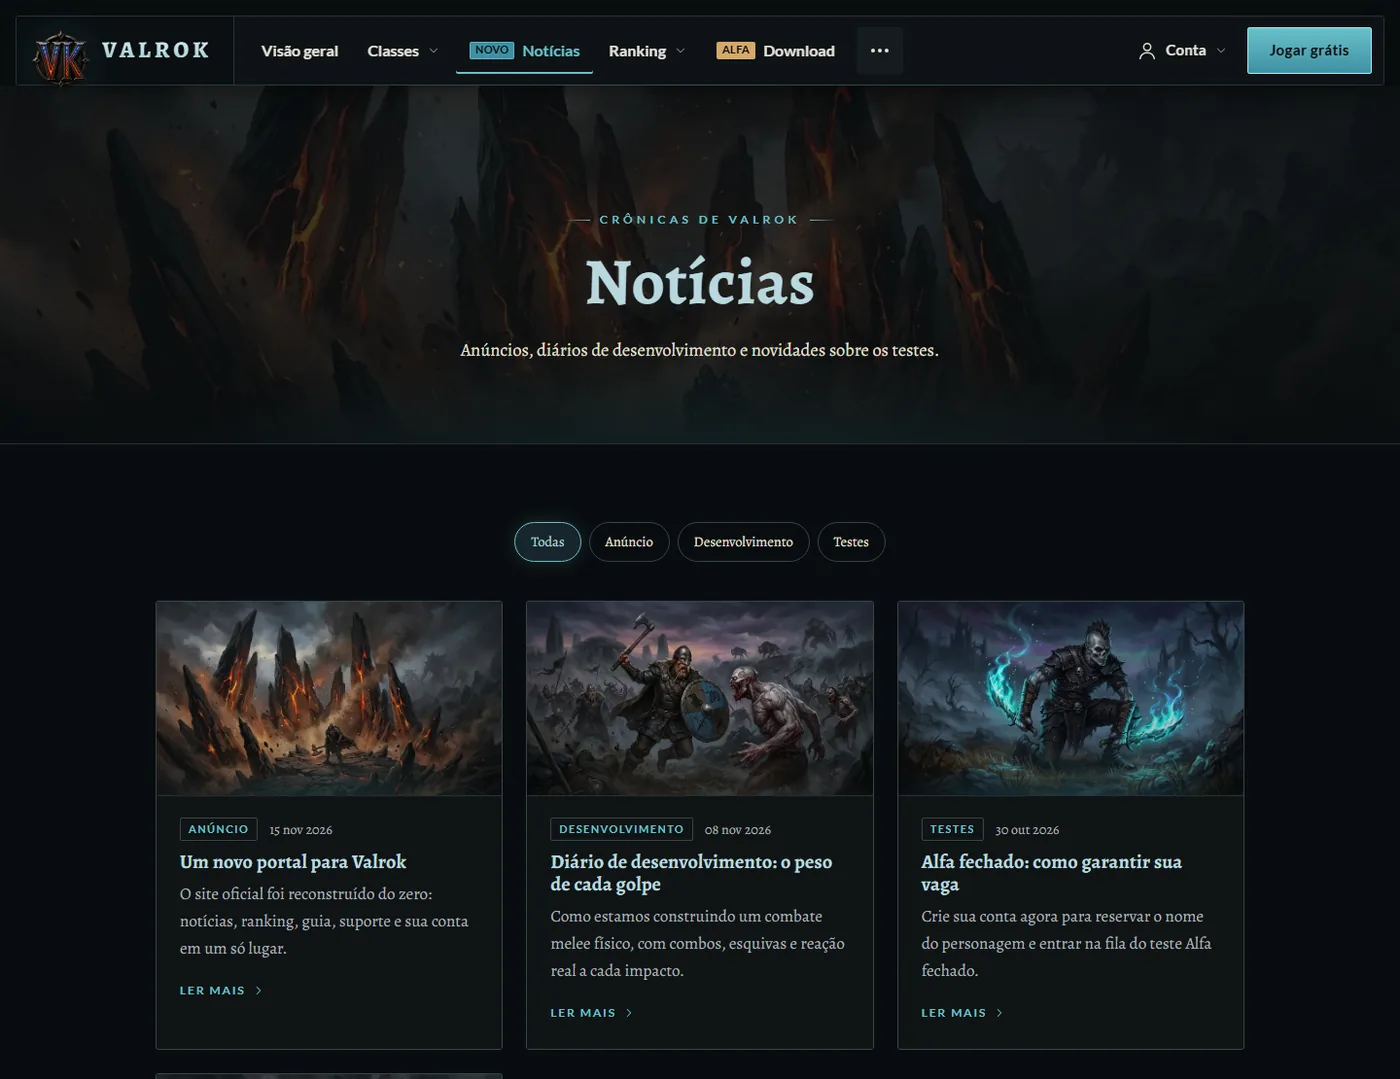 VK VALROK
Visão geral
Classes
NOVO Notícias
Ranking
ALFA Download
Conta
Jogar grátis
CRÔNICAS DE VALROK
Notícias
Anúncios, diários de desenvolvimento e novidades sobre os testes.
Todas
Anúncio
Desenvolvimento
Testes
ANÚNCIO 15 nov 2026
Um novo portal para Valrok
O site oficial foi reconstruído do zero:
notícias, ranking, guia, suporte e sua conta
em um só lugar.
LER MAIS
DESENVOLVIMENTO 08 nov 2026
Diário de desenvolvimento: o peso
de cada golpe
Como estamos construindo um combate
melee físico, com combos, esquivas e reação
real a cada impacto.
LER MAIS
TESTES 30 out 2026
Alfa fechado: como garantir sua
vaga
Crie sua conta agora para reservar o nome
do personagem e entrar na fila do teste Alfa
fechado.
LER MAIS